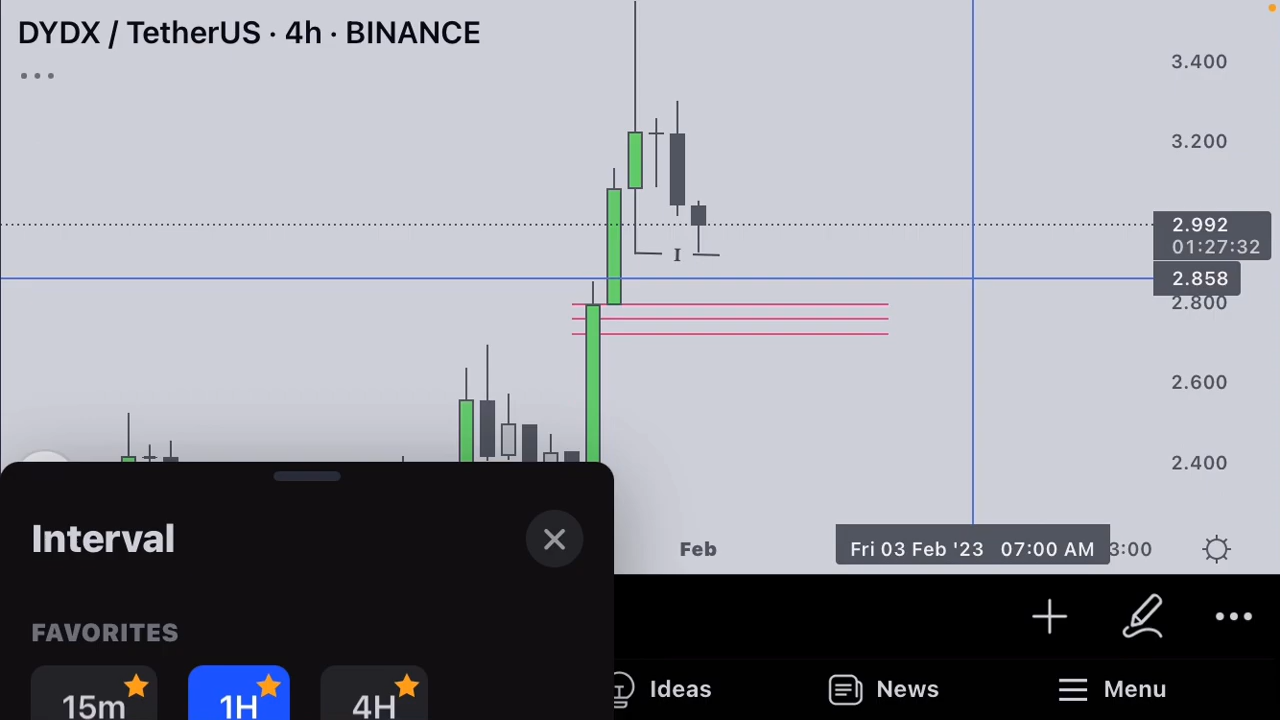 DYDX / TetherUS · 4h · BINANCE
3.400
3.200
2.992
01:27:32
2.858
2.800
2.600
2.400
I
Feb
Fri 03 Feb '23 07:00 AM
3:00
Interval
FAVORITES
15m
1H
4H
Ideas
News
Menu